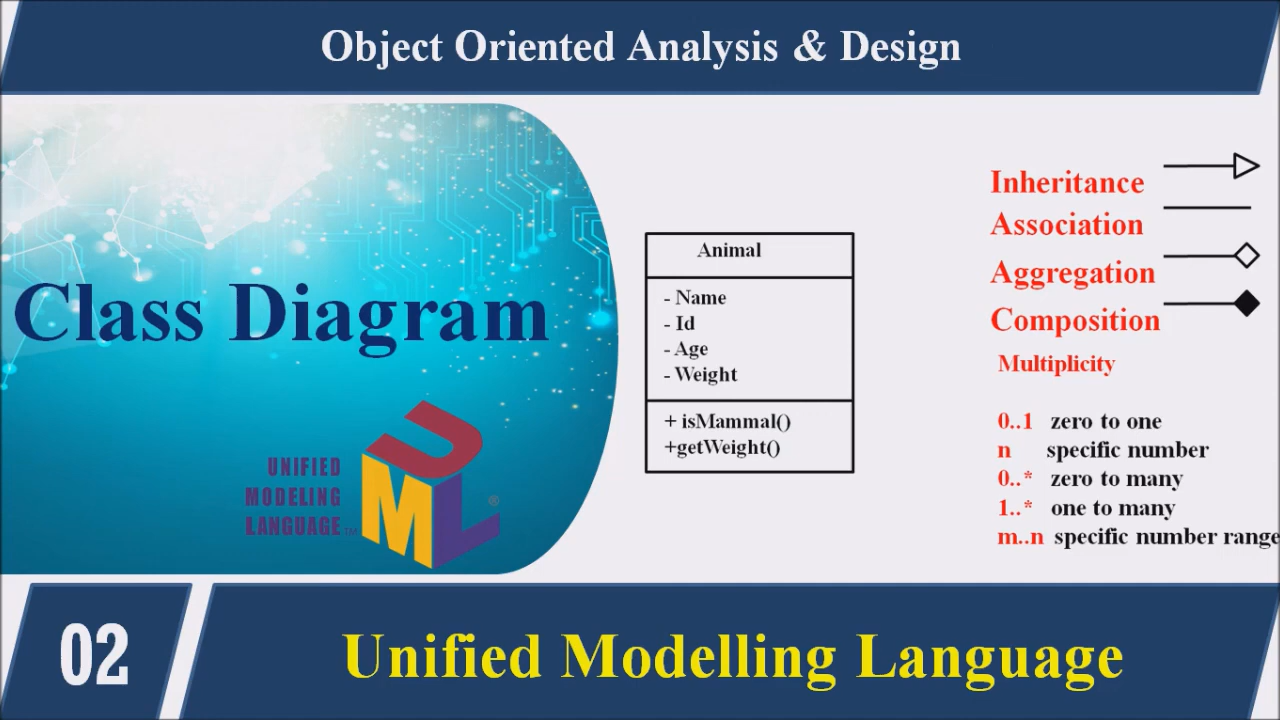 Object Oriented Analysis & Design
Class Diagram
UNIFIED
MODELING
LANGUAGE™
UML®
Animal
- Name
- Id
- Age
- Weight
+ isMammal()
+getWeight()
Inheritance
Association
Aggregation
Composition
Multiplicity
0..1 zero to one
n specific number
0..* zero to many
1..* one to many
m..n specific number range
02
Unified Modelling Language